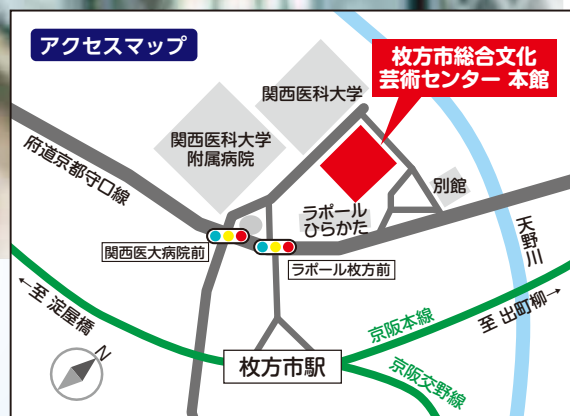 アクセスマップ
枚方市総合文化
芸術センター 本館
関西医科大学
関西医科大学
附属病院
府道京都守口線
別館
ラポール
ひらかた
天野川
関西医大病院前
ラポール枚方前
←至 淀屋橋
京阪本線
至 出町柳→
枚方市駅
京阪交野線
N